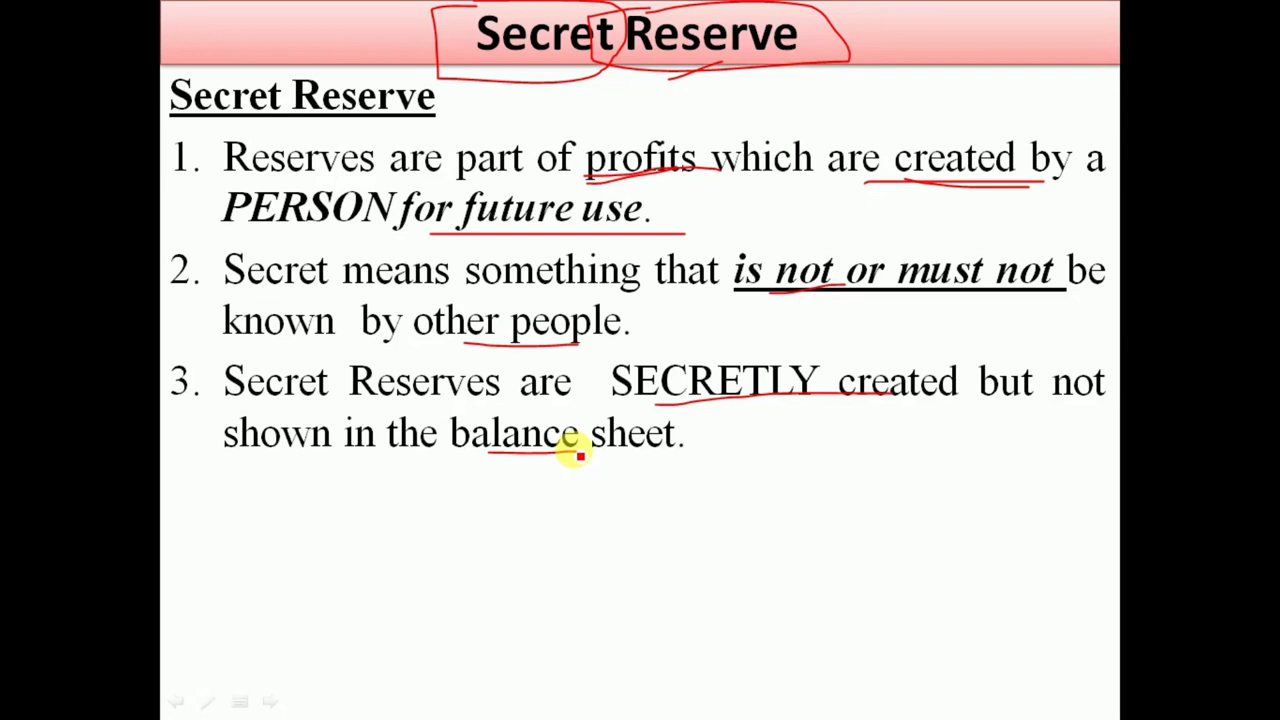 Secret Reserve
Secret Reserve
1. Reserves are part of profits which are created by a
PERSON for future use.
2. Secret means something that is not or must not be
known by other people.
3. Secret Reserves are SECRETLY created but not
shown in the balance sheet.